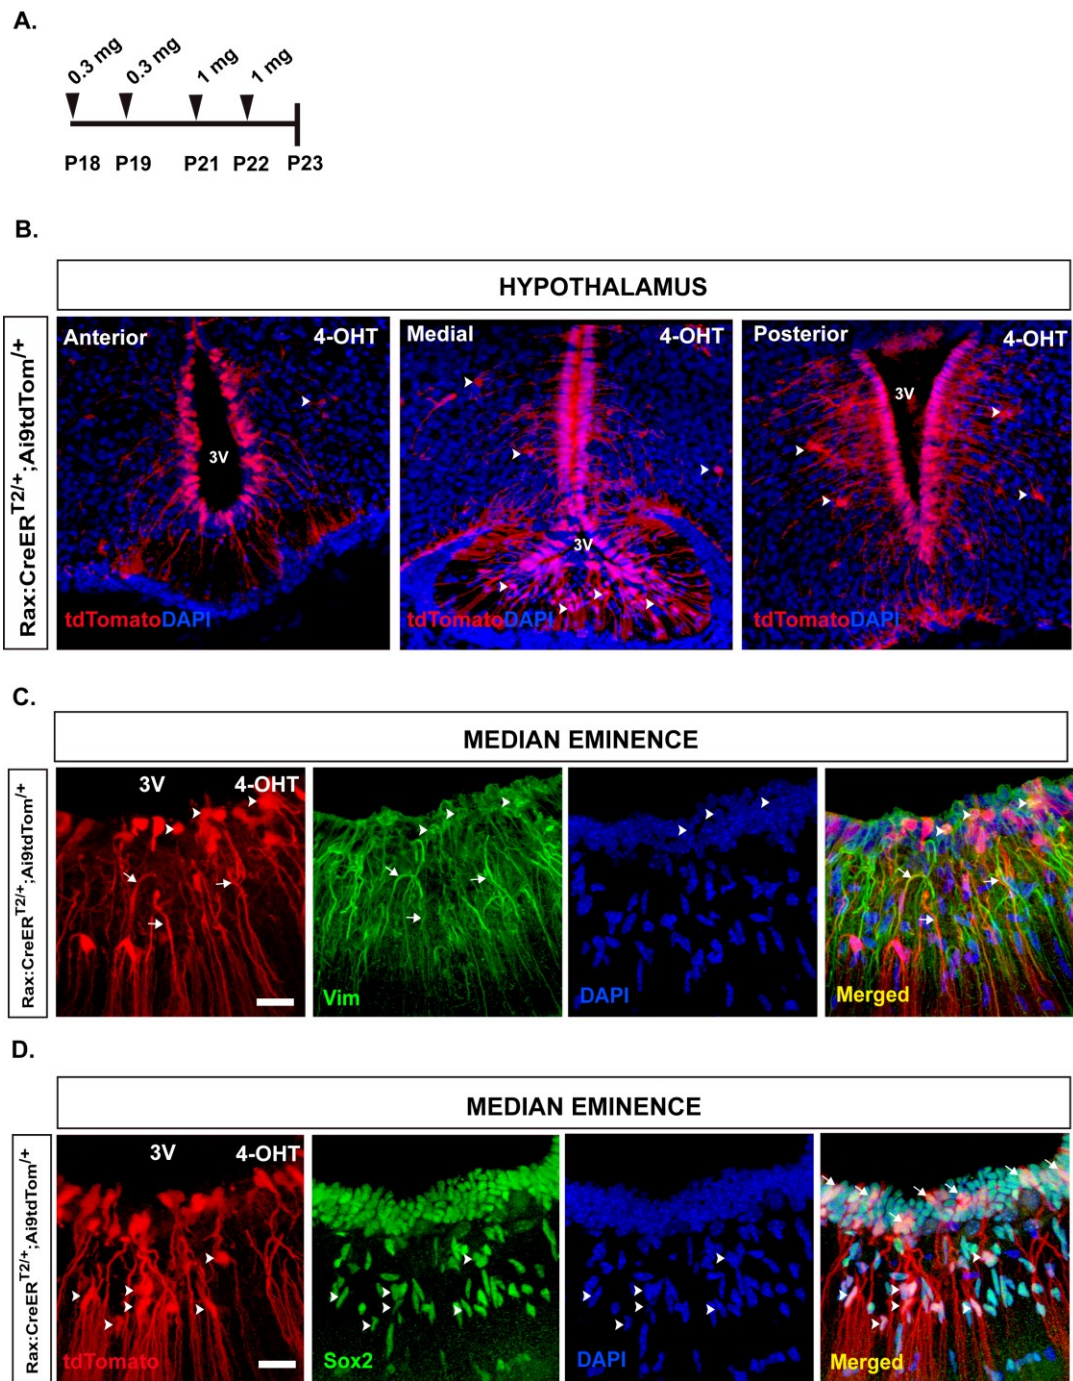 A.
0.3 mg 0.3 mg 1 mg 1 mg
P18 P19 P21 P22 P23
B.
HYPOTHALAMUS
Rax:CreER^T2/+;Ai9tdTom^/+
Anterior 4-OHT
3V
tdTomatoDAPI
Medial 4-OHT
3V
tdTomatoDAPI
Posterior 4-OHT
3V
tdTomatoDAPI
C.
MEDIAN EMINENCE
Rax:CreER^T2/+;Ai9tdTom^/+
3V 4-OHT
Vim
DAPI
Merged
D.
MEDIAN EMINENCE
Rax:CreER^T2/+;Ai9tdTom^/+
3V 4-OHT
tdTomato
Sox2
DAPI
Merged